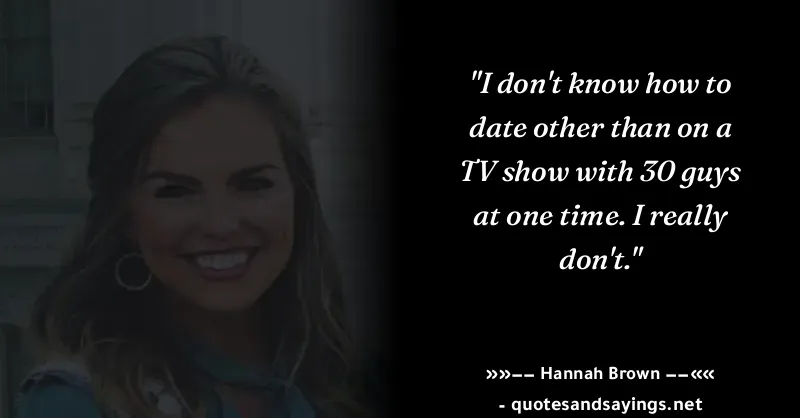 "I don't know how to
date other than on a
TV show with 30 guys
at one time. I really
don't."
»»−− Hannah Brown −−««
- quotesandsayings.net